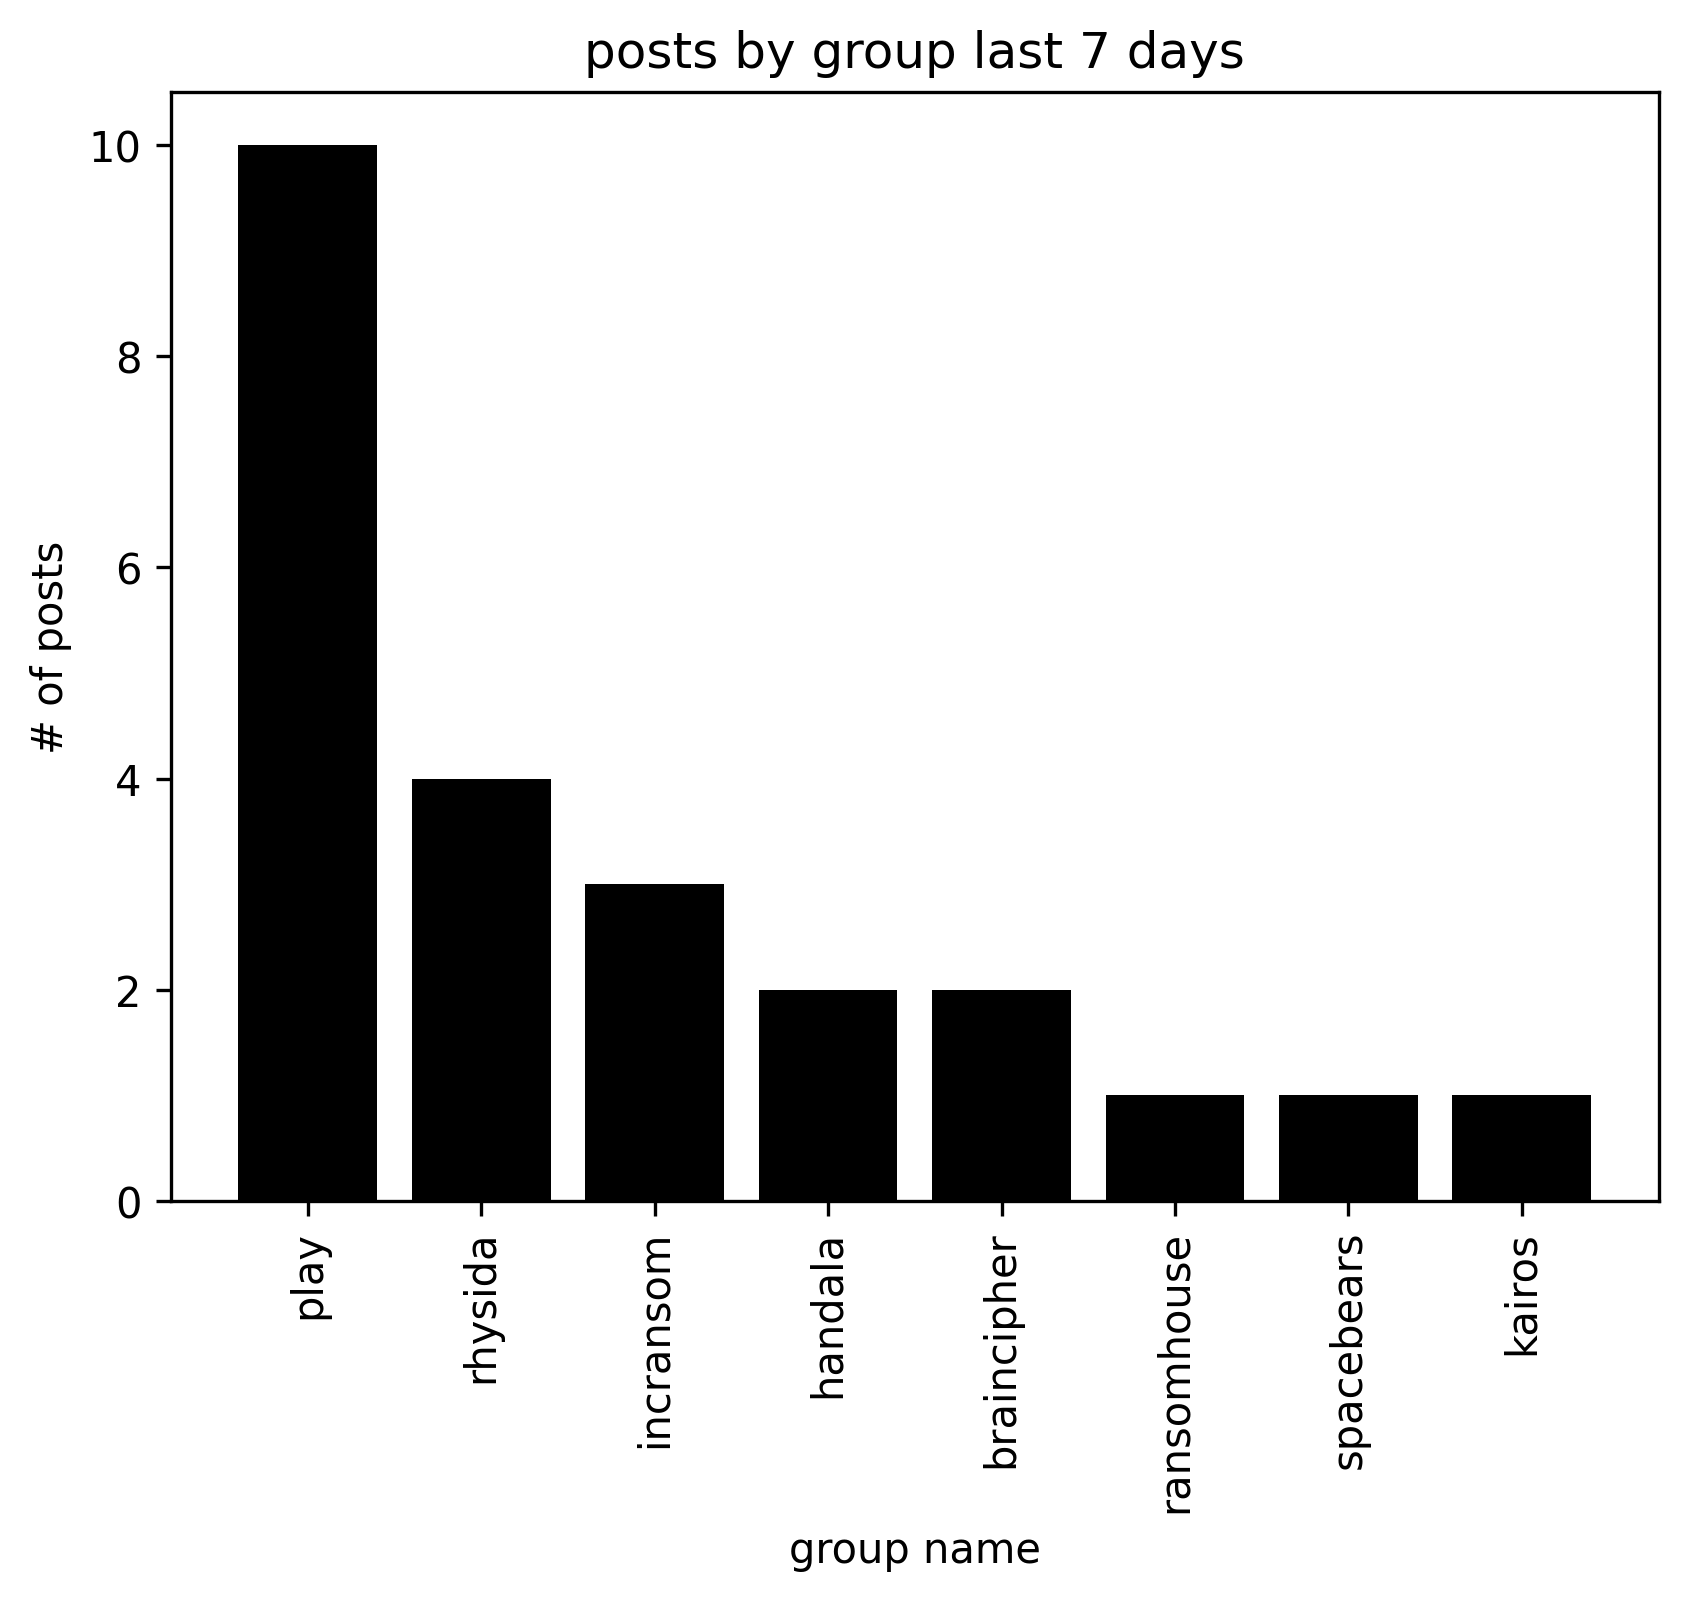 posts by group last 7 days
# of posts
10
8
6
4
2
0
play
rhysida
incransom
handala
braincipher
ransomhouse
spacebears
kairos
group name